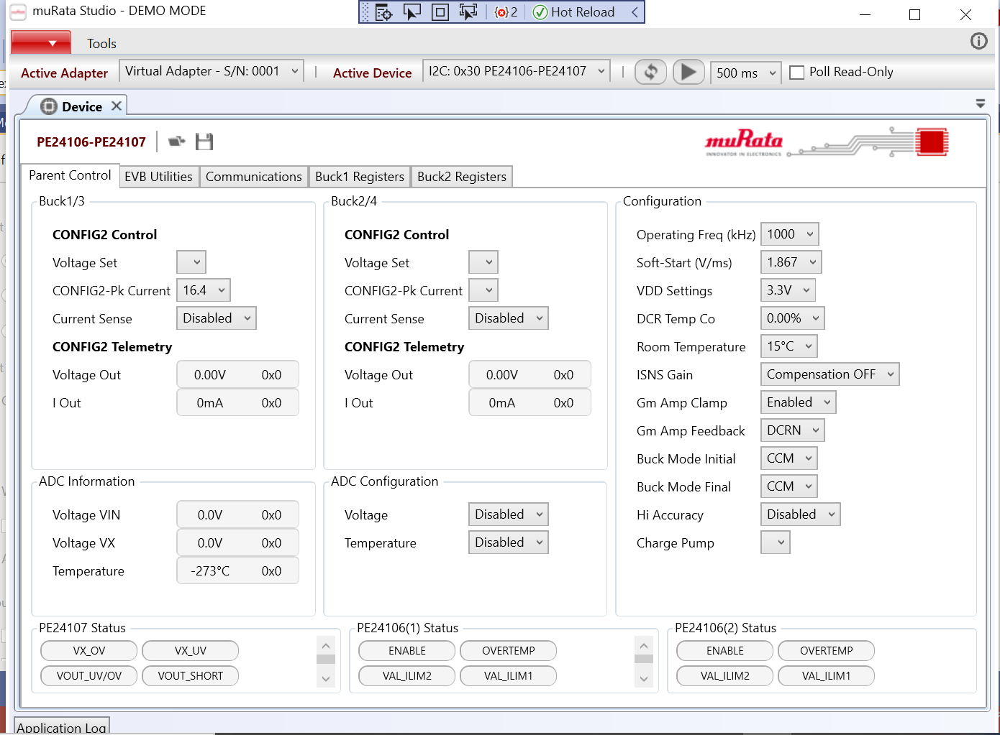 muRata Studio - DEMO MODE
2
Hot Reload
Tools
Active Adapter
Virtual Adapter - S/N: 0001
Active Device
I2C: 0x30 PE24106-PE24107
500 ms
Poll Read-Only
Device
PE24106-PE24107
muRata
INNOVATOR IN ELECTRONICS
Parent Control
EVB Utilities
Communications
Buck1 Registers
Buck2 Registers
Buck1/3
CONFIG2 Control
Voltage Set
CONFIG2-Pk Current 16.4
Current Sense Disabled
CONFIG2 Telemetry
Voltage Out 0.00V 0x0
I Out 0mA 0x0
Buck2/4
CONFIG2 Control
Voltage Set
CONFIG2-Pk Current
Current Sense Disabled
CONFIG2 Telemetry
Voltage Out 0.00V 0x0
I Out 0mA 0x0
Configuration
Operating Freq (kHz) 1000
Soft-Start (V/ms) 1.867
VDD Settings 3.3V
DCR Temp Co 0.00%
Room Temperature 15°C
ISNS Gain Compensation OFF
Gm Amp Clamp Enabled
Gm Amp Feedback DCRN
Buck Mode Initial CCM
Buck Mode Final CCM
Hi Accuracy Disabled
Charge Pump
ADC Information
Voltage VIN 0.0V 0x0
Voltage VX 0.0V 0x0
Temperature -273°C 0x0
ADC Configuration
Voltage Disabled
Temperature Disabled
PE24107 Status
VX_OV VX_UV
VOUT_UV/OV VOUT_SHORT
PE24106(1) Status
ENABLE OVERTEMP
VAL_ILIM2 VAL_ILIM1
PE24106(2) Status
ENABLE OVERTEMP
VAL_ILIM2 VAL_ILIM1
Application Log